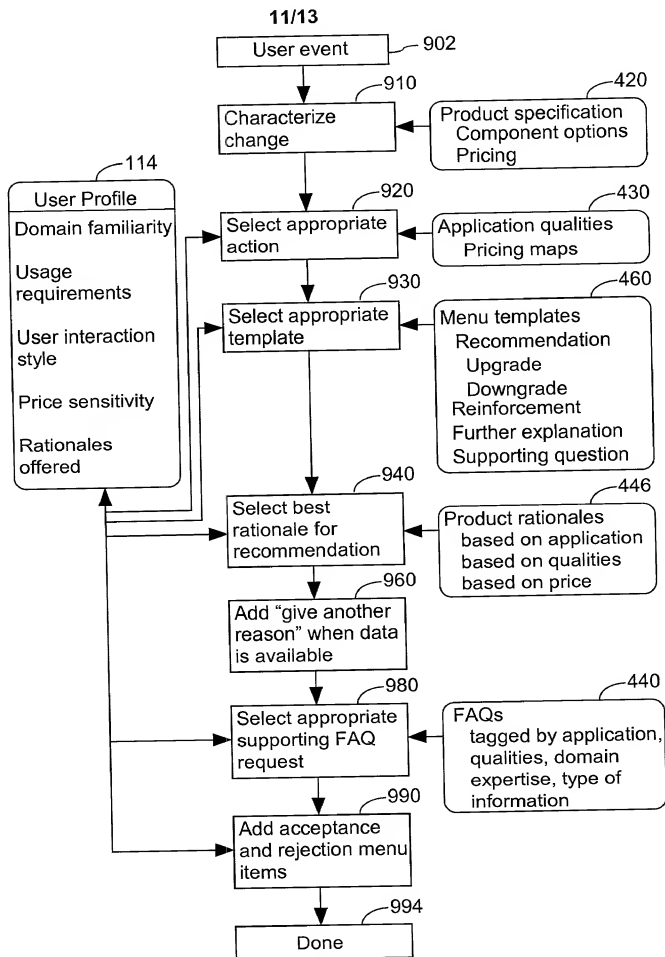 11/13
User event
902
910
Characterize
change
420
Product specification
Component options
Pricing
114
User Profile
Domain familiarity
Usage
requirements
User interaction
style
Price sensitivity
Rationales
offered
920
Select appropriate
action
430
Application qualities
Pricing maps
930
Select appropriate
template
460
Menu templates
Recommendation
Upgrade
Downgrade
Reinforcement
Further explanation
Supporting question
940
Select best
rationale for
recommendation
446
Product rationales
based on application
based on qualities
based on price
960
Add “give another
reason” when data
is available
980
Select appropriate
supporting FAQ
request
440
FAQs
tagged by application,
qualities, domain
expertise, type of
information
990
Add acceptance
and rejection menu
items
994
Done